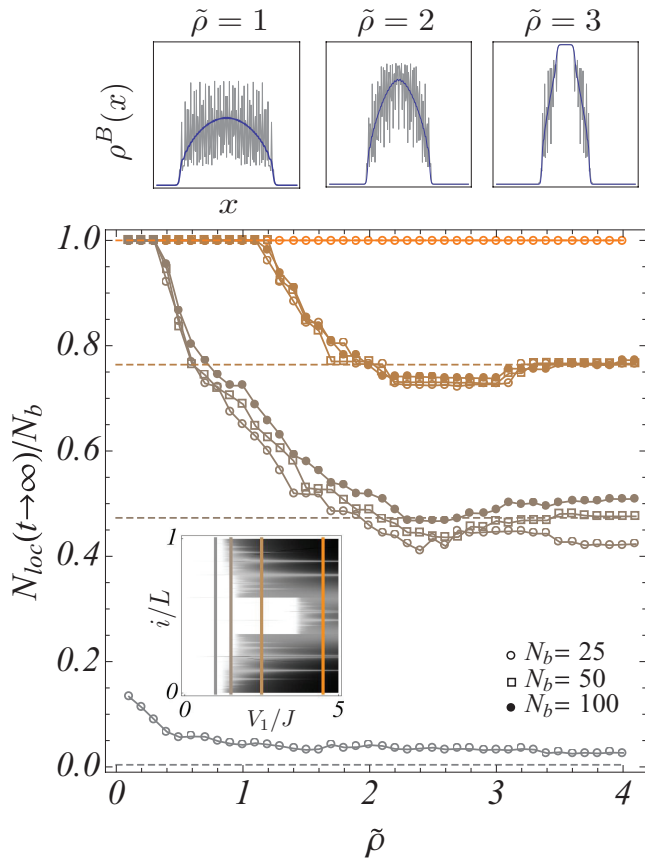 ρ̃ = 1 ρ̃ = 2 ρ̃ = 3
ρ^B(x)
x
1.0
0.8
0.6
0.4
0.2
0.0
N_loc(t→∞)/N_b
1
i/L
0
0 V_1/J 5
N_b = 25
N_b = 50
N_b = 100
0 1 2 3 4
ρ̃